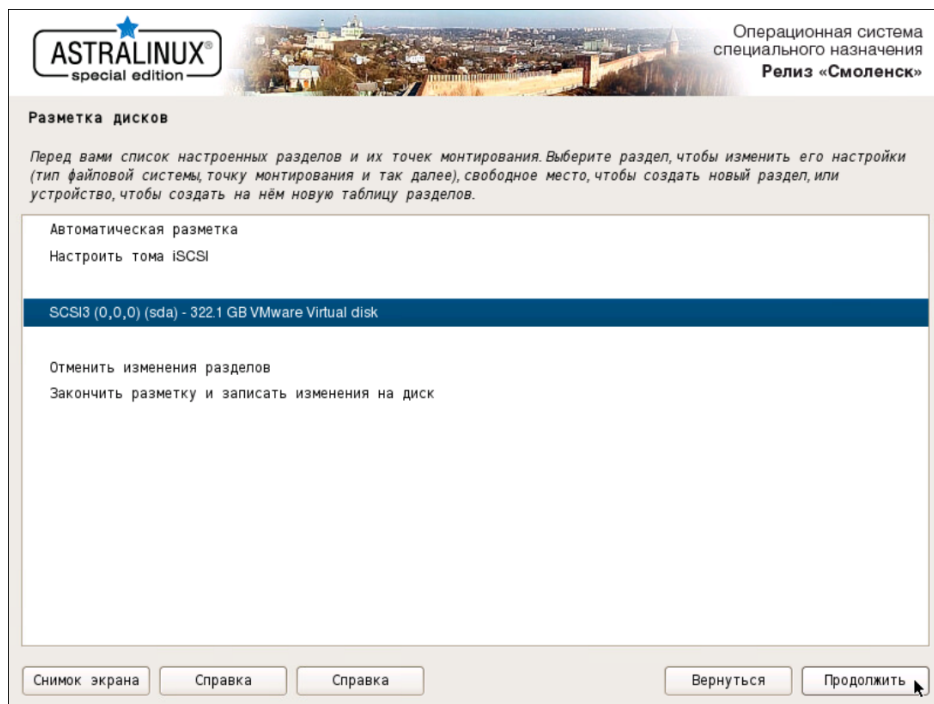 ASTRALINUX®
special edition
Операционная система
специального назначения
Релиз «Смоленск»
Разметка дисков
Перед вами список настроенных разделов и их точек монтирования. Выберите раздел, чтобы изменить его настройки
(тип файловой системы, точку монтирования и так далее), свободное место, чтобы создать новый раздел, или
устройство, чтобы создать на нём новую таблицу разделов.
Автоматическая разметка
Настроить тома iSCSI
SCSI3 (0,0,0) (sda) - 322.1 GB VMware Virtual disk
Отменить изменения разделов
Закончить разметку и записать изменения на диск
Снимок экрана
Справка
Справка
Вернуться
Продолжить